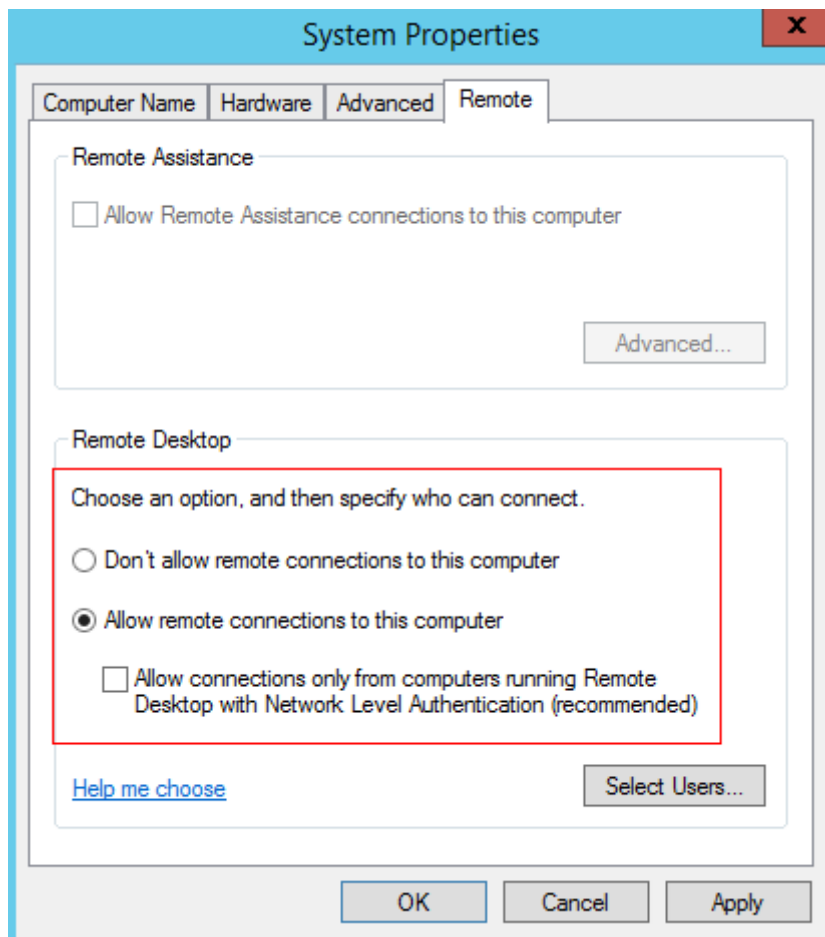 System Properties
x
Computer Name
Hardware
Advanced
Remote
Remote Assistance
Allow Remote Assistance connections to this computer
Advanced...
Remote Desktop
Choose an option, and then specify who can connect.
Don't allow remote connections to this computer
Allow remote connections to this computer
Allow connections only from computers running Remote
Desktop with Network Level Authentication (recommended)
Help me choose
Select Users...
OK
Cancel
Apply